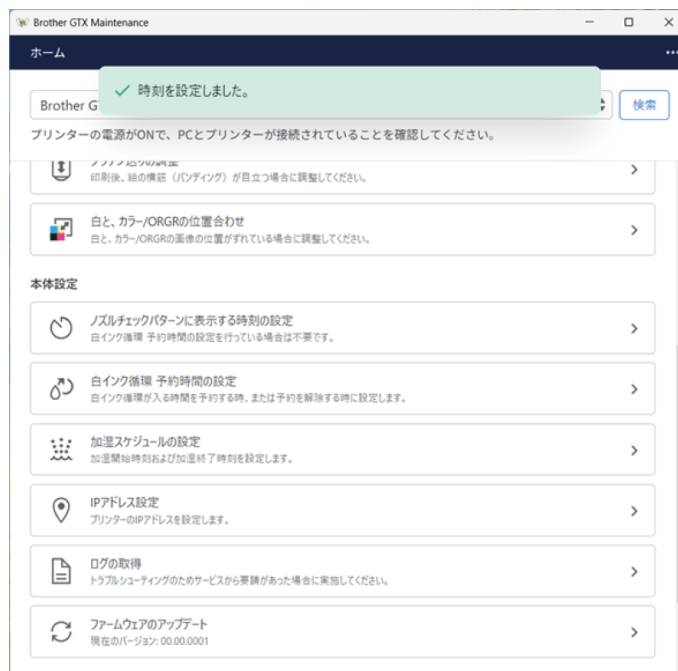 Brother GTX Maintenance
ホーム
時刻を設定しました。
Brother G
検索
プリンターの電源がONで、PCとプリンターが接続されていることを確認してください。
印刷後、絵の横筋（バンディング）が目立つ場合に調整してください。
白と、カラー/ORGRの位置合わせ
白と、カラー/ORGRの画像の位置がずれている場合に調整してください。
本体設定
ノズルチェックパターンに表示する時刻の設定
白インク循環 予約時間の設定を行っている場合は不要です。
白インク循環 予約時間の設定
白インク循環が入る時間を予約する時、または予約を解除する時に設定します。
加湿スケジュールの設定
加湿開始時刻および加湿終了時刻を設定します。
IPアドレス設定
プリンターのIPアドレスを設定します。
ログの取得
トラブルシューティングのためサービスから要請があった場合に実施してください。
ファームウェアのアップデート
現在のバージョン: 00.00.0001